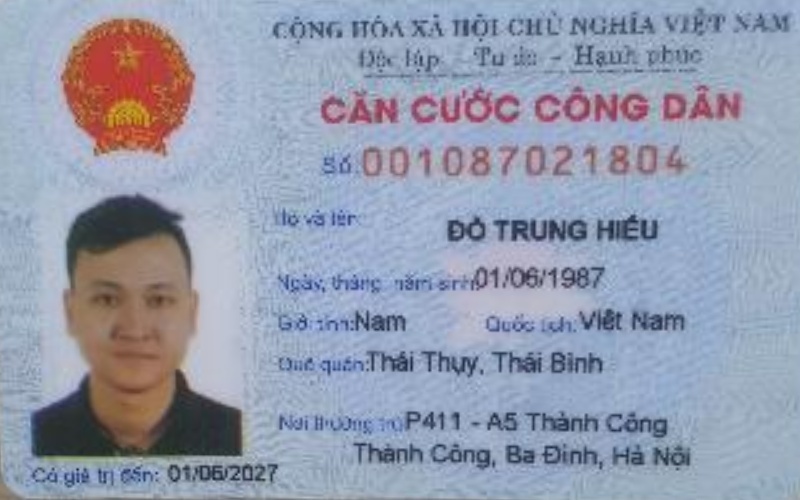 CỘNG HÒA XÃ HỘI CHỦ NGHĨA VIỆT NAM
Độc lập - Tự do - Hạnh phúc
CĂN CƯỚC CÔNG DÂN
Số: 001087021804
Họ và tên:
ĐỖ TRUNG HIẾU
Ngày, tháng, năm sinh: 01/06/1987
Giới tính: Nam Quốc tịch: Việt Nam
Quê quán: Thái Thụy, Thái Bình
Nơi thường trú: P411 - A5 Thành Công
Thành Công, Ba Đình, Hà Nội
Có giá trị đến: 01/06/2027